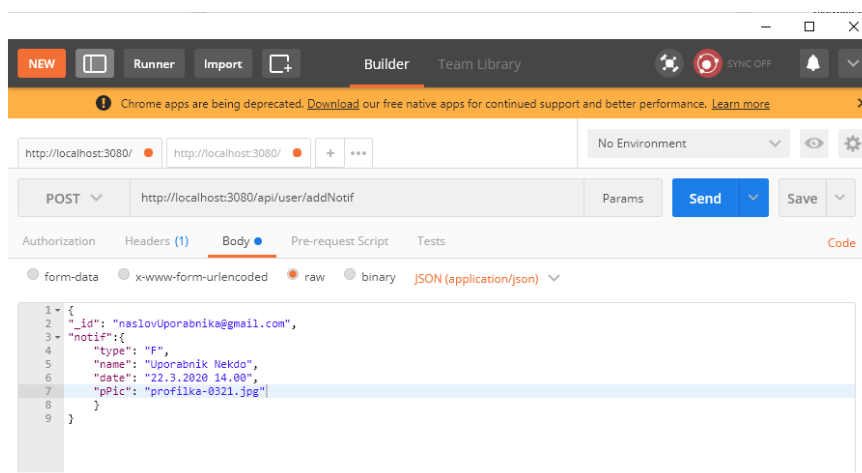 NEW Runner Import Builder Team Library SYNC OFF
Chrome apps are being deprecated. Download our free native apps for continued support and better performance. Learn more
http://localhost:3080/ http://localhost:3080/ + ••• No Environment
POST http://localhost:3080/api/user/addNotif Params Send Save
Authorization Headers (1) Body Pre-request Script Tests Code
form-data x-www-form-urlencoded raw binary JSON (application/json)
1 {
2 "_id": "naslovUporabnika@gmail.com",
3 "notif":{
4 "type": "F",
5 "name": "Uporabnik Nekdo",
6 "date": "22.3.2020 14.00",
7 "pPic": "profilka-0321.jpg"
8 }
9 }